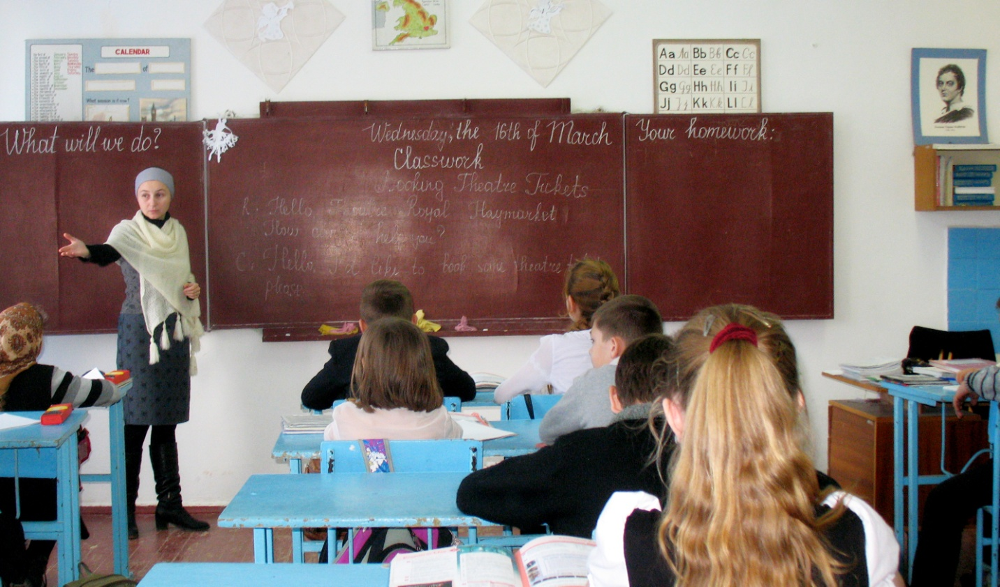 CALENDAR
The of
What season is it now?
Aa Aa Bb Bb Cc Cc
Dd Dd Ee Ee Ff Ff
Gg Gg Hh Hh Ii Ii
Jj Jj Kk Kk Ll Ll
What will we do?
Wednesday, the 16th of March
Classwork
Booking Theatre Tickets
R. Hello. Theatre Royal Haymarket
How can I help you?
C. Hello. I'd like to book some theatre
please.
Your homework: